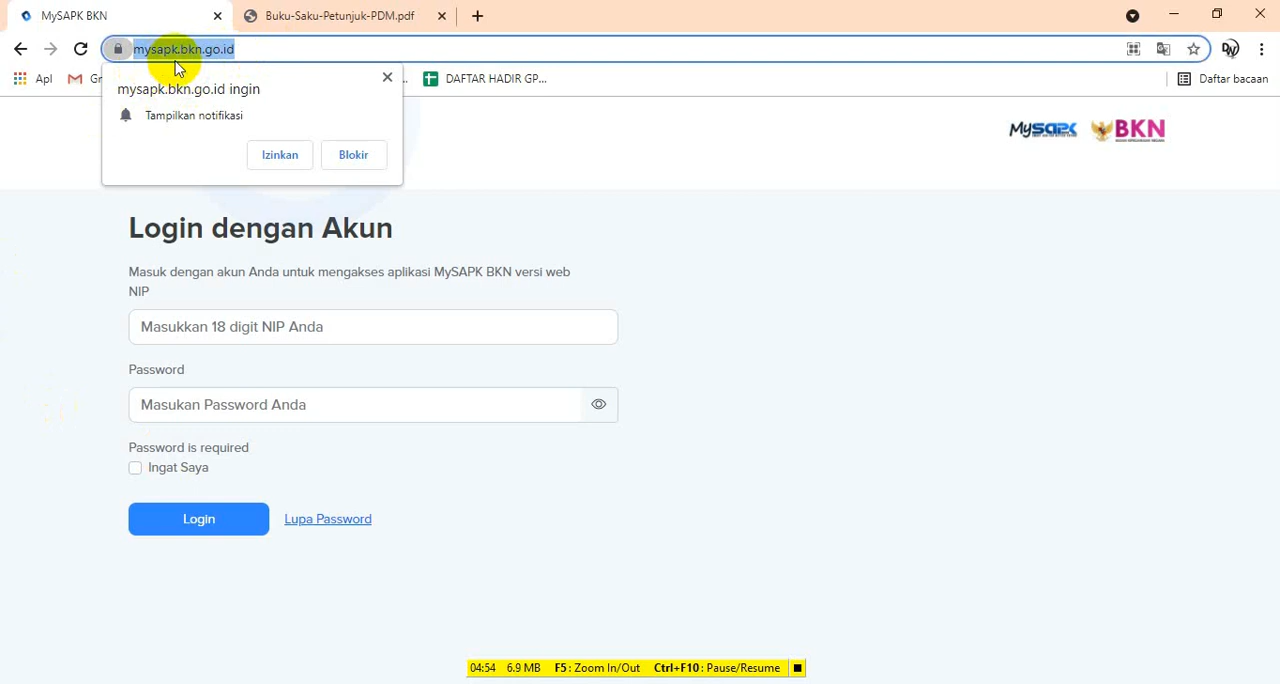 MySAPK BKN
Buku-Saku-Petunjuk-PDM.pdf
mysapk.bkn.go.id
Apl
DAFTAR HADIR GP...
Daftar bacaan
mysapk.bkn.go.id ingin
Tampilkan notifikasi
Izinkan
Blokir
MySAPK
BKN
Login dengan Akun
Masuk dengan akun Anda untuk mengakses aplikasi MySAPK BKN versi web
NIP
Masukkan 18 digit NIP Anda
Password
Masukan Password Anda
Password is required
Ingat Saya
Login
Lupa Password
04:54 6.9 MB F5: Zoom In/Out Ctrl+F10: Pause/Resume